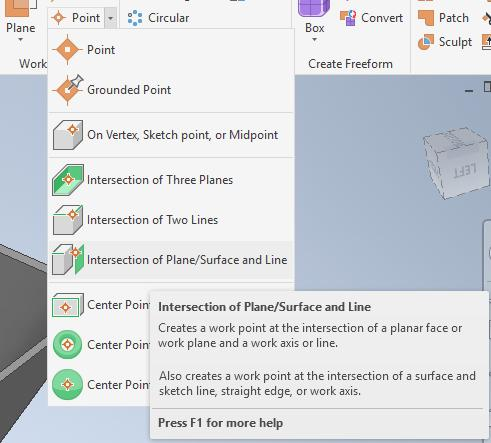 Plane
Point
Circular
Box
Convert
Patch
Sculpt
Work
Create Freeform
Point
Grounded Point
On Vertex, Sketch point, or Midpoint
Intersection of Three Planes
Intersection of Two Lines
Intersection of Plane/Surface and Line
Center Poin
Center Poin
Center Poin
Intersection of Plane/Surface and Line
Creates a work point at the intersection of a planar face or
work plane and a work axis or line.
Also creates a work point at the intersection of a surface and
sketch line, straight edge, or work axis.
Press F1 for more help
LEFT